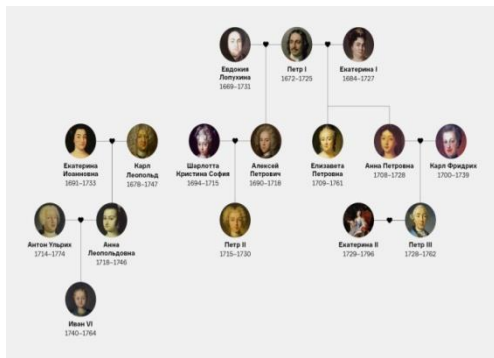 Евдокия
Лопухина
1669–1731
Петр I
1672–1725
Екатерина I
1684–1727
Екатерина
Иоанновна
1691–1733
Карл
Леопольд
1678–1747
Шарлотта
Кристина София
1694–1715
Алексей
Петрович
1690–1718
Елизавета
Петровна
1709–1761
Анна Петровна
1708–1728
Карл Фридрих
1700–1739
Антон Ульрих
1714–1774
Анна
Леопольдовна
1718–1746
Петр II
1715–1730
Екатерина II
1729–1796
Петр III
1728–1762
Иван VI
1740–1764